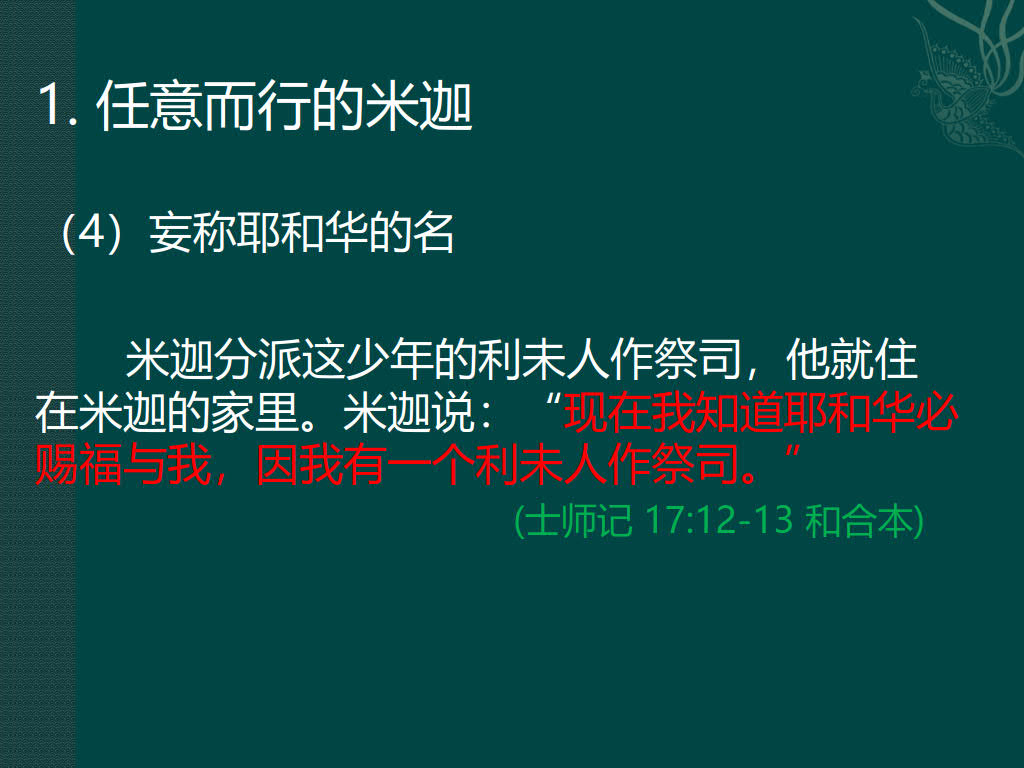 1. 任意而行的米迦
（4）妄称耶和华的名
米迦分派这少年的利未人作祭司，他就住
在米迦的家里。米迦说：“现在我知道耶和华必
赐福与我，因我有一个利未人作祭司。”
(士师记 17:12-13 和合本)